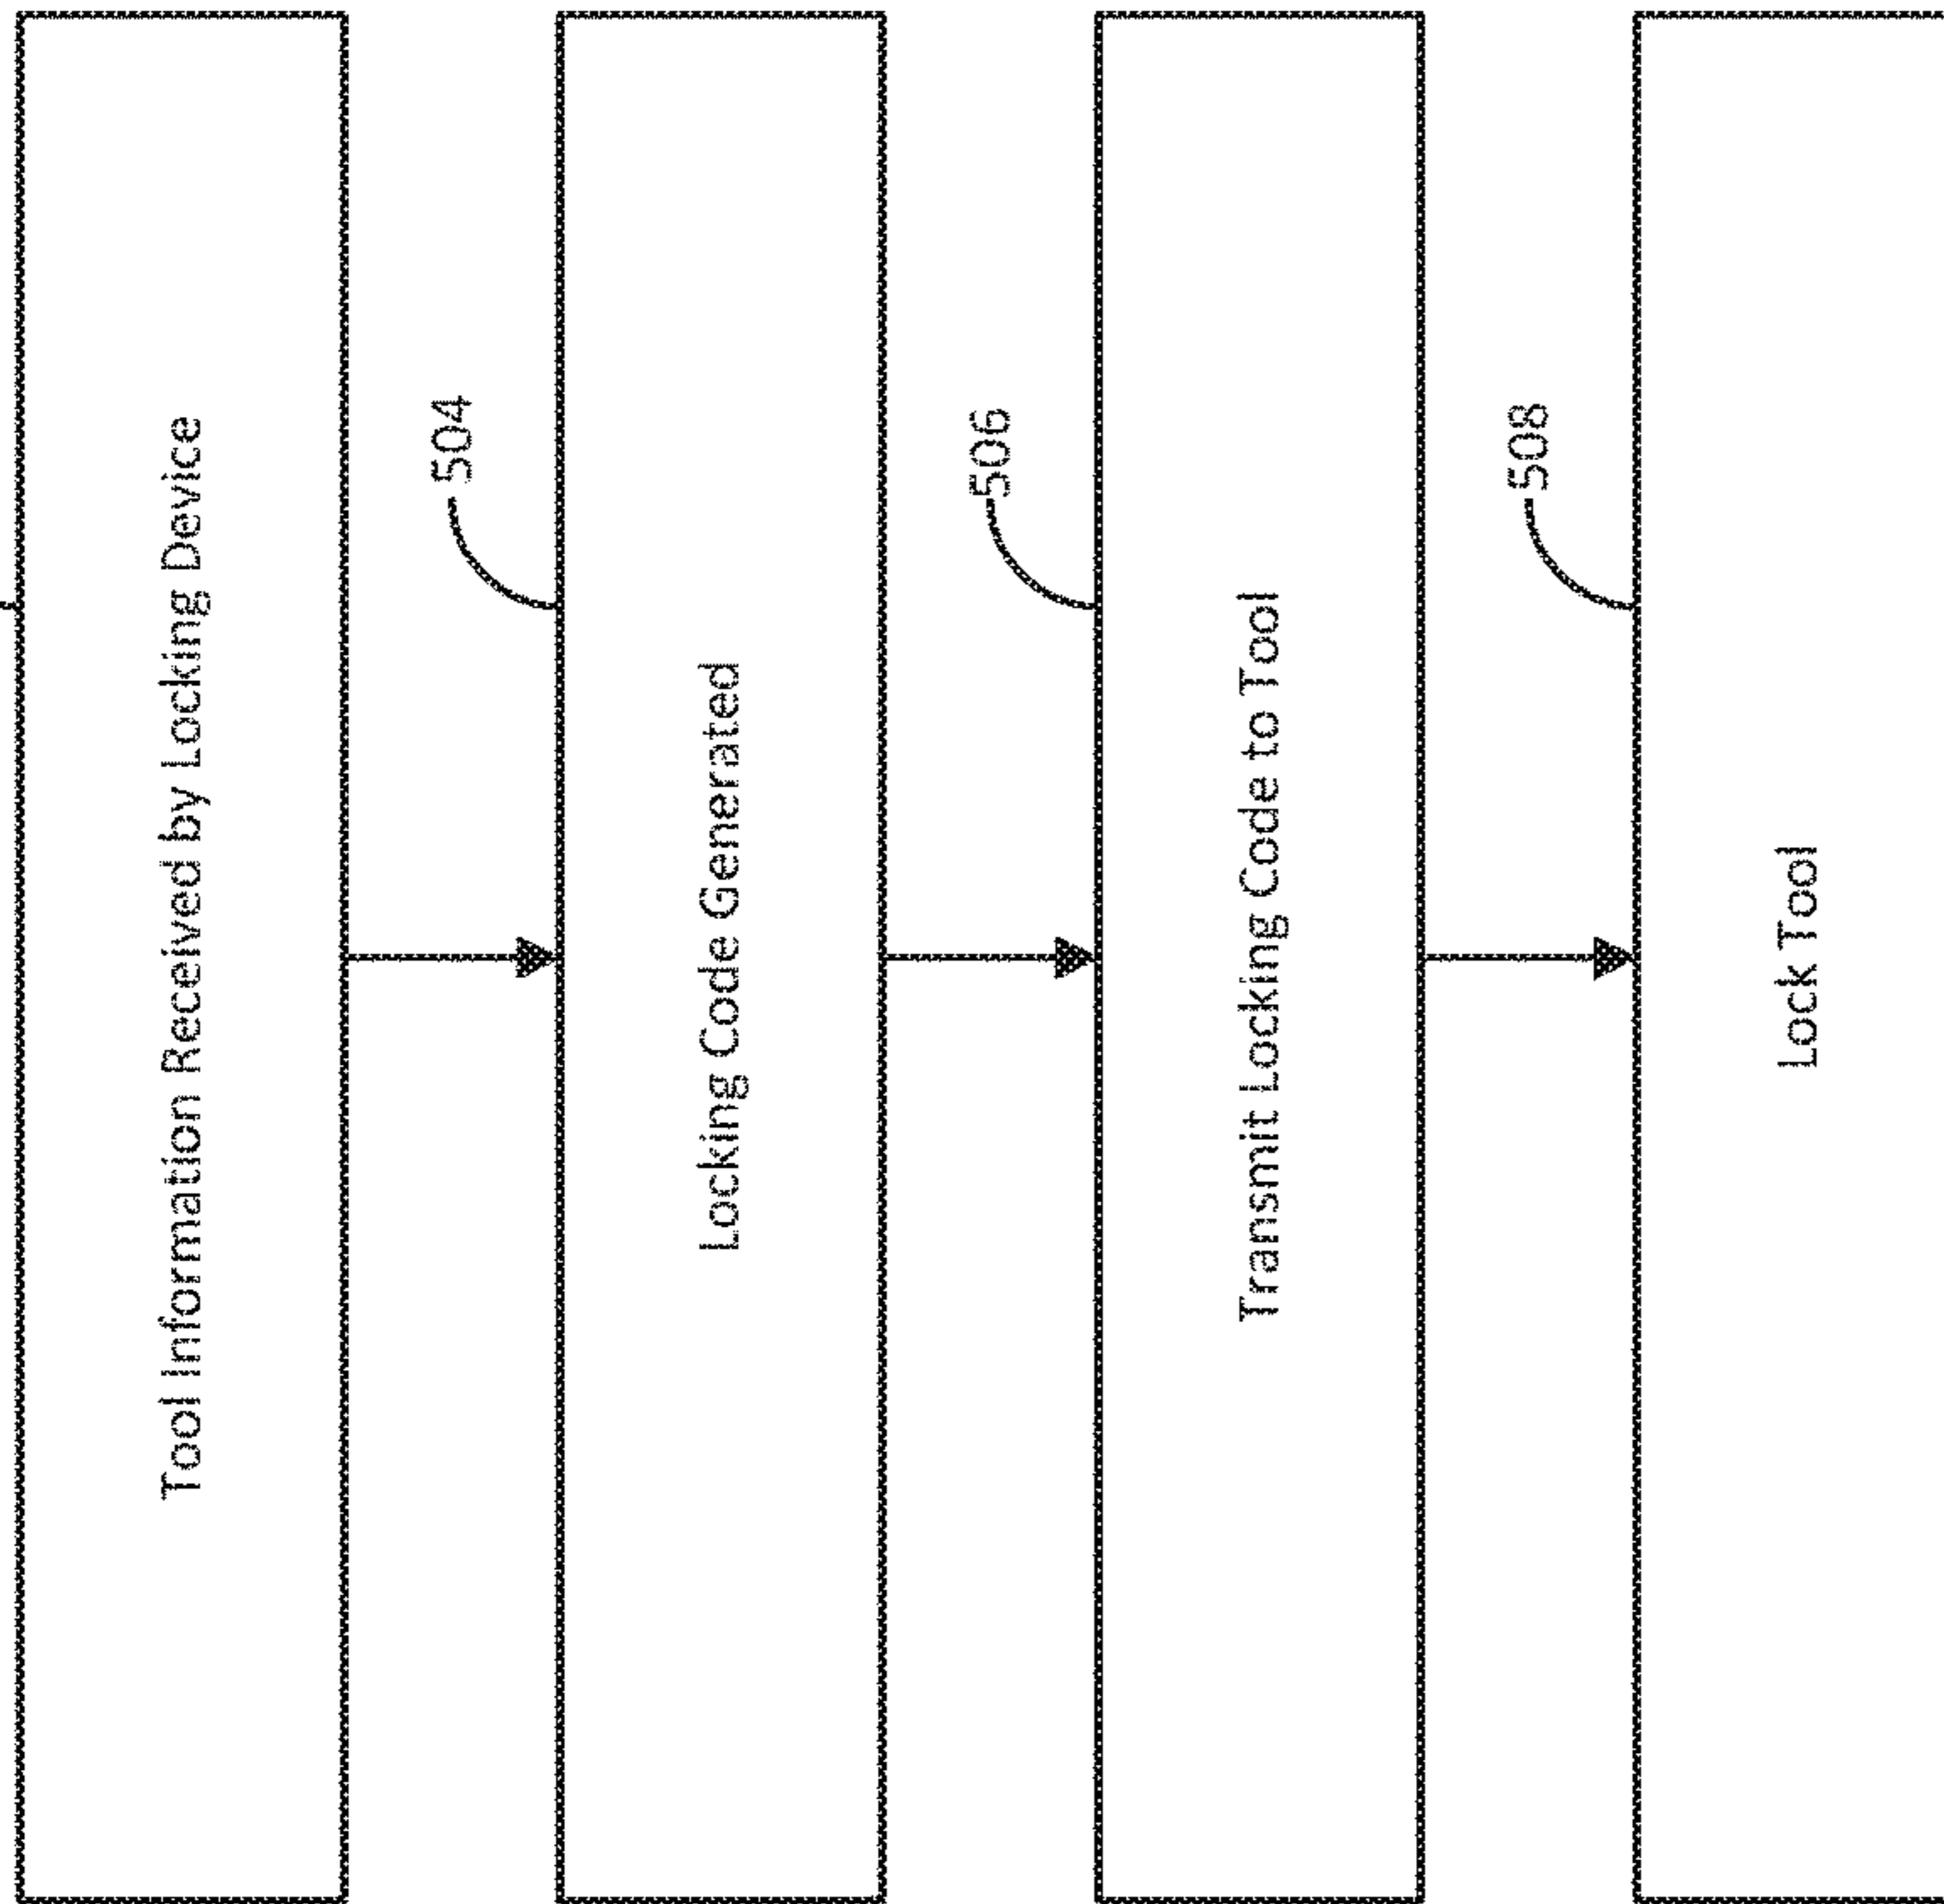 Tool Information Received by Locking Device
504
Locking Code Generated
506
Transmit Locking Code to Tool
508
Lock Tool